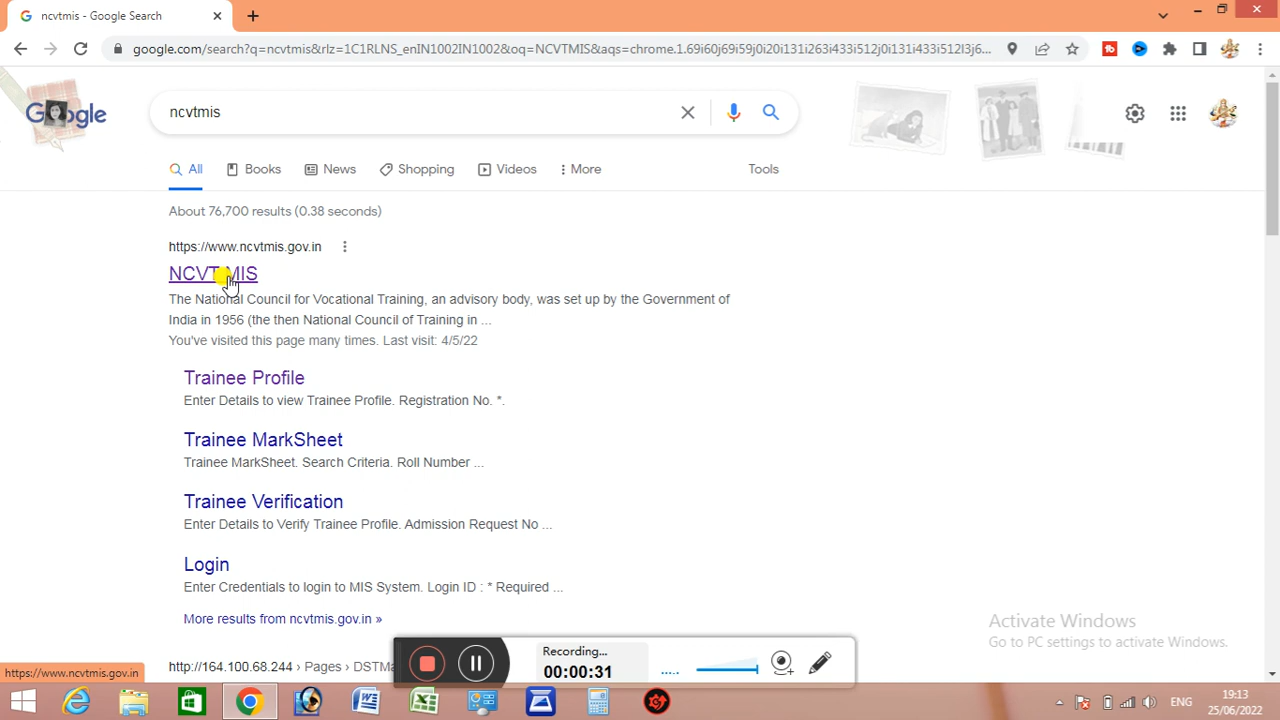 ncvtmis - Google Search
google.com/search?q=ncvtmis&rlz=1C1RLNS_enIN1002IN1002&oq=NCVTMIS&aqs=chrome.1.69i60j69i59j0i20i131i263i433i512j0i131i433i512l3j6...
Google
ncvtmis
All Books News Shopping Videos More Tools
About 76,700 results (0.38 seconds)
https://www.ncvtmis.gov.in
NCVT MIS
The National Council for Vocational Training, an advisory body, was set up by the Government of
India in 1956 (the then National Council of Training in ...
You've visited this page many times. Last visit: 4/5/22
Trainee Profile
Enter Details to view Trainee Profile. Registration No. *.
Trainee MarkSheet
Trainee MarkSheet. Search Criteria. Roll Number ...
Trainee Verification
Enter Details to Verify Trainee Profile. Admission Request No ...
Login
Enter Credentials to login to MIS System. Login ID : * Required ...
More results from ncvtmis.gov.in »
http://164.100.68.244 › Pages › DSTMa
Recording...
00:00:31
Activate Windows
Go to PC settings to activate Windows.
https://www.ncvtmis.gov.in
ENG
19:13
25/06/2022